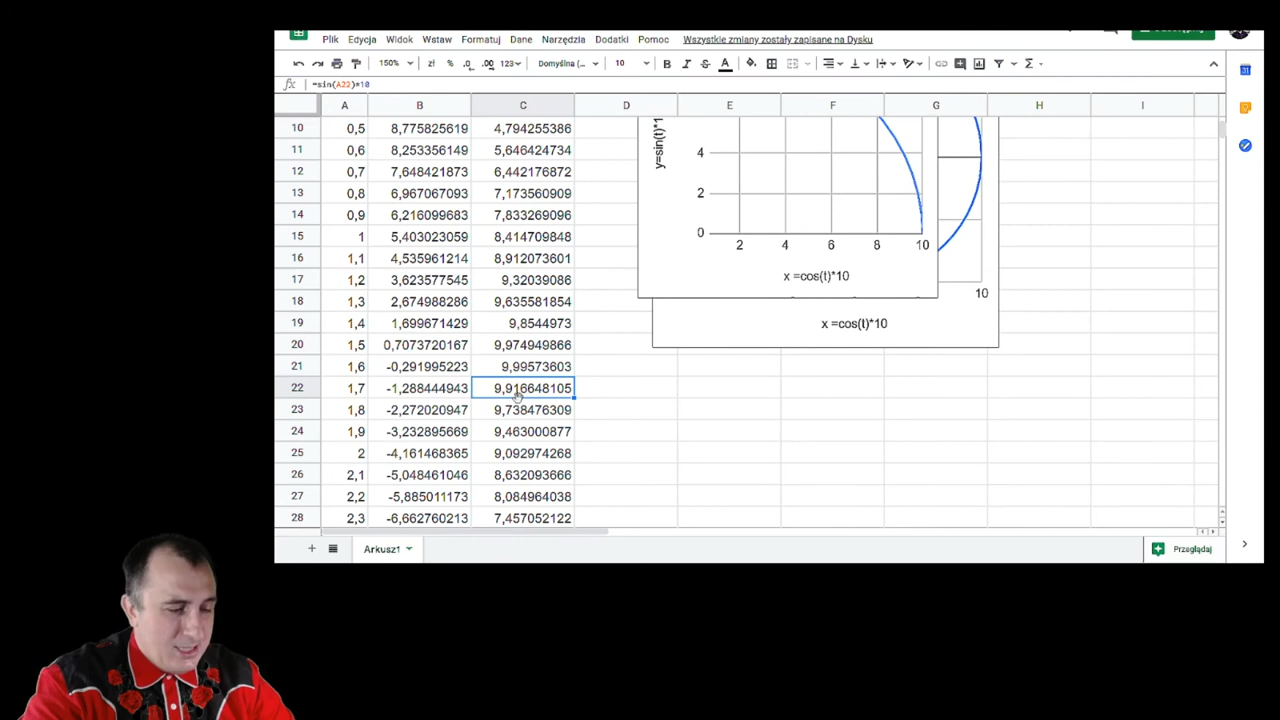 Plik Edycja Widok Wstaw Formatuj Dane Narzędzia Dodatki Pomoc Wszystkie zmiany zostały zapisane na Dysku
150% zł % .0 .00 123 Domyślna (... 10 B I S A Σ
fx =sin(A22)*10
A B C D E F G H I
10 0,5 8,775825619 4,794255386
11 0,6 8,253356149 5,646424734
12 0,7 7,648421873 6,442176872
13 0,8 6,967067093 7,173560909
14 0,9 6,216099683 7,833269096
15 1 5,403023059 8,414709848
16 1,1 4,535961214 8,912073601
17 1,2 3,623577545 9,32039086
18 1,3 2,674988286 9,635581854
19 1,4 1,699671429 9,8544973
20 1,5 0,7073720167 9,974949866
21 1,6 -0,291995223 9,99573603
22 1,7 -1,288444943 9,916648105
23 1,8 -2,272020947 9,738476309
24 1,9 -3,232895669 9,463000877
25 2 -4,161468365 9,092974268
26 2,1 -5,048461046 8,632093666
27 2,2 -5,885011173 8,084964038
28 2,3 -6,662760213 7,457052122
y=sin(t)*1
4
2
0
2 4 6 8 10
x =cos(t)*10
10
x =cos(t)*10
Arkusz1
Przeglądaj